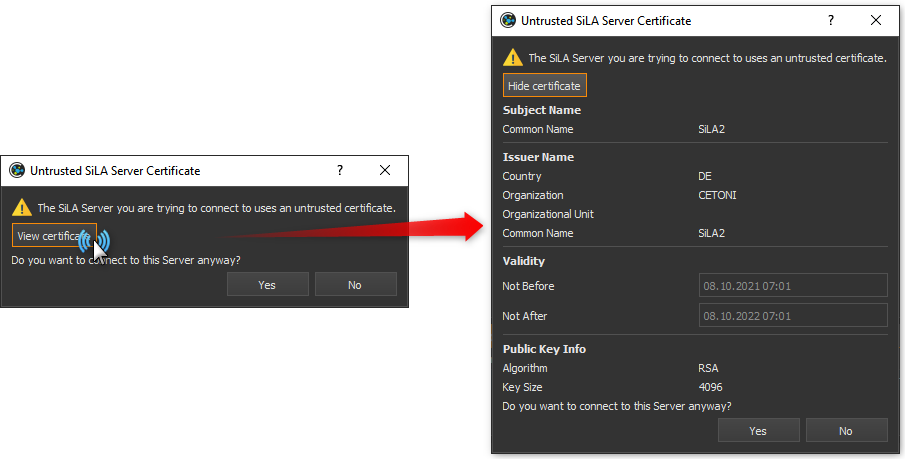 Untrusted SiLA Server Certificate ?
The SiLA Server you are trying to connect to uses an untrusted certificate.
View certificate
Do you want to connect to this Server anyway?
Yes No
Untrusted SiLA Server Certificate ?
The SiLA Server you are trying to connect to uses an untrusted certificate.
Hide certificate
Subject Name
Common Name SiLA2
Issuer Name
Country DE
Organization CETONI
Organizational Unit
Common Name SiLA2
Validity
Not Before 08.10.2021 07:01
Not After 08.10.2022 07:01
Public Key Info
Algorithm RSA
Key Size 4096
Do you want to connect to this Server anyway?
Yes No